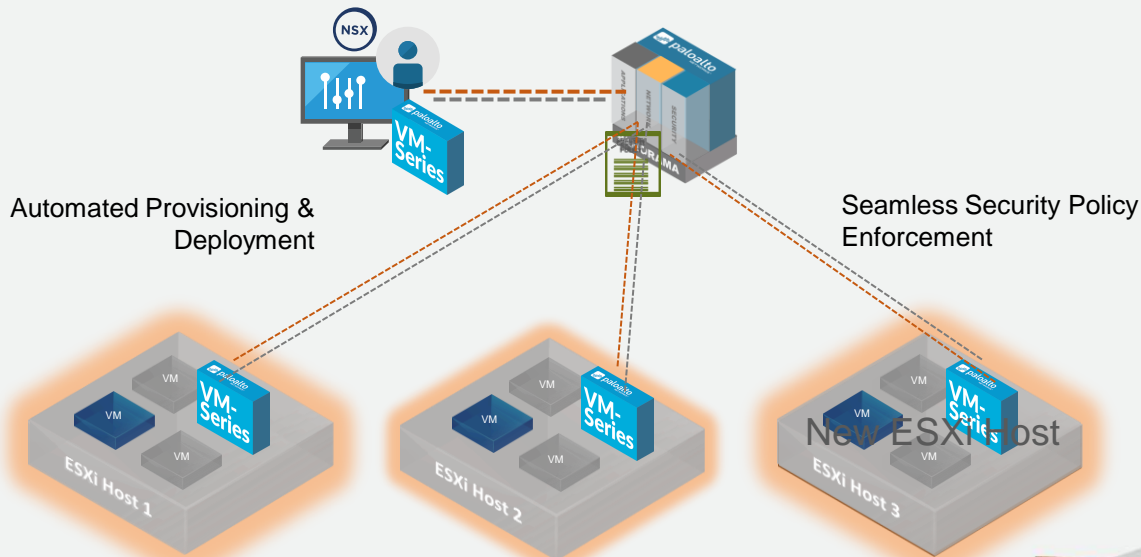 NSX
paloalto
VM-
Series
paloalto
APPLICATIONS
NETWORK
SECURITY
Automated Provisioning &
Deployment
Seamless Security Policy
Enforcement
VM
VM
VM
paloalto
VM-
Series
ESXi Host 1
VM
VM
VM
paloalto
VM-
Series
ESXi Host 2
VM
VM
VM
paloalto
VM-
Series
New ESXi Host
ESXi Host 3